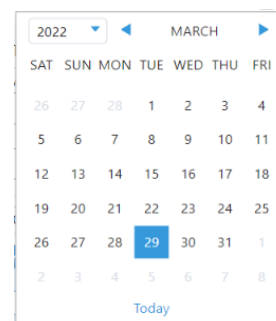 2022 MARCH
SAT SUN MON TUE WED THU FRI
26 27 28 1 2 3 4
5 6 7 8 9 10 11
12 13 14 15 16 17 18
19 20 21 22 23 24 25
26 27 28 29 30 31 1
2 3 4 5 6 7 8
Today